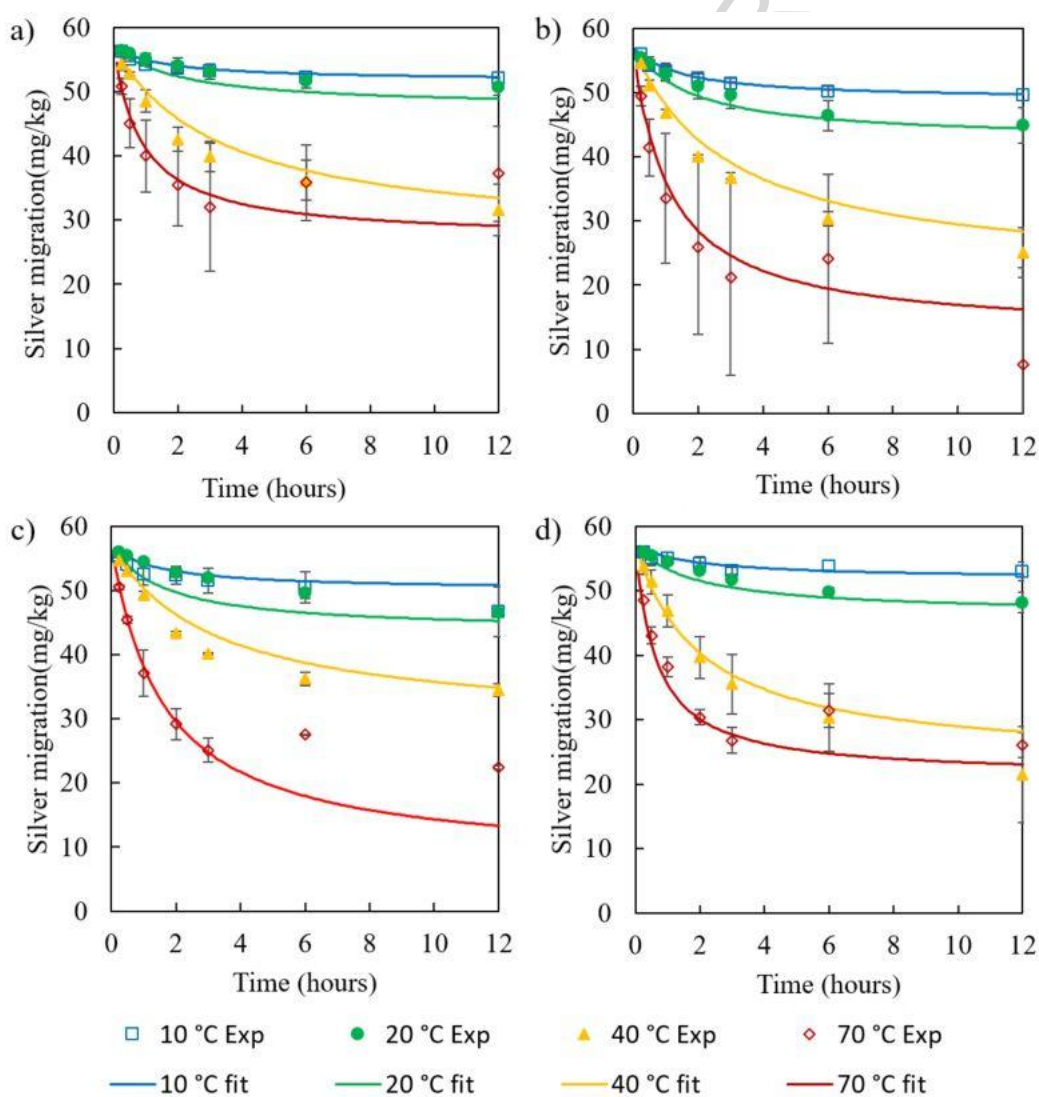 a)
60
50
40
30
20
10
0
Silver migration(mg/kg)
0 2 4 6 8 10 12
Time (hours)
b)
60
50
40
30
20
10
0
Silver migration(mg/kg)
0 2 4 6 8 10 12
Time (hours)
c)
60
50
40
30
20
10
0
Silver migration(mg/kg)
0 2 4 6 8 10 12
Time (hours)
d)
60
50
40
30
20
10
0
Silver migration(mg/kg)
0 2 4 6 8 10 12
Time (hours)
10 °C Exp 20 °C Exp 40 °C Exp 70 °C Exp
10 °C fit 20 °C fit 40 °C fit 70 °C fit